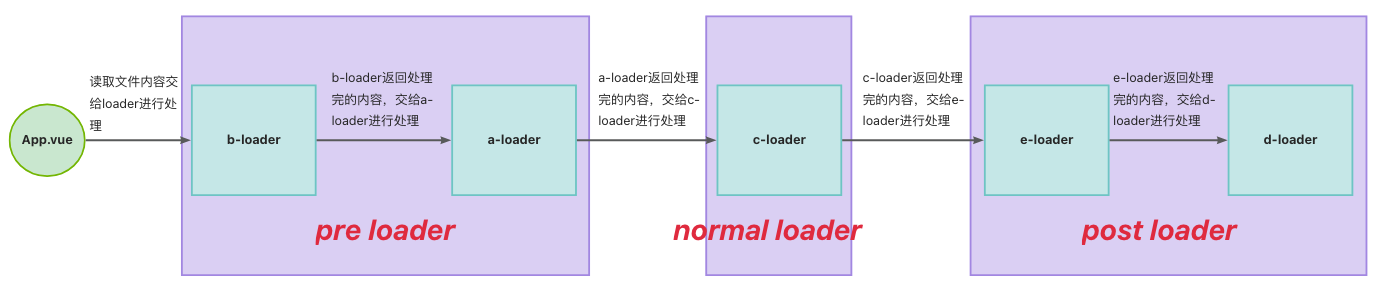 App.vue
读取文件内容交
给loader进行处
理
b-loader
b-loader返回处理
完的内容，交给a-
loader进行处理
a-loader
pre loader
a-loader返回处理
完的内容，交给c-
loader进行处理
c-loader
normal loader
c-loader返回处理
完的内容，交给e-
loader进行处理
e-loader
e-loader返回处理
完的内容，交给d-
loader进行处理
d-loader
post loader